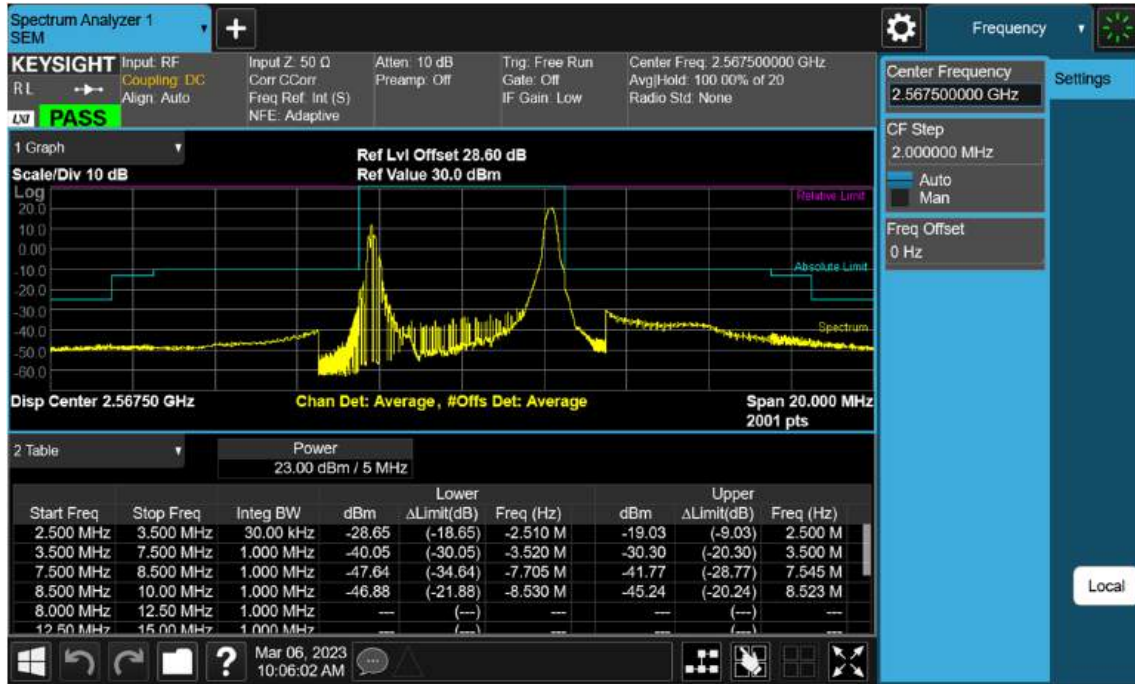 Spectrum Analyzer 1
SEM
Frequency
KEYSIGHT
RL
LXI PASS
Input: RF
Coupling: DC
Align: Auto
Input Z: 50 Ω
Corr CCorr
Freq Ref: Int (S)
NFE: Adaptive
Atten: 10 dB
Preamp: Off
Trig: Free Run
Gate: Off
IF Gain: Low
Center Freq: 2.567500000 GHz
Avg|Hold: 100.00% of 20
Radio Std: None
Center Frequency
2.567500000 GHz
Settings
CF Step
2.000000 MHz
Auto
Man
Freq Offset
0 Hz
Local
1 Graph
Scale/Div 10 dB
Ref Lvl Offset 28.60 dB
Ref Value 30.0 dBm
Log
20.0
10.0
0.00
-10.0
-20.0
-30.0
-40.0
-50.0
-60.0
Relative Limit
Absolute Limit
Spectrum
Disp Center 2.56750 GHz
Chan Det: Average, #Offs Det: Average
Span 20.000 MHz
2001 pts
2 Table
Power
23.00 dBm / 5 MHz
Lower Upper
Start Freq Stop Freq Integ BW dBm ΔLimit(dB) Freq (Hz) dBm ΔLimit(dB) Freq (Hz)
2.500 MHz 3.500 MHz 30.00 kHz -28.65 (-18.65) -2.510 M -19.03 (-9.03) 2.500 M
3.500 MHz 7.500 MHz 1.000 MHz -40.05 (-30.05) -3.520 M -30.30 (-20.30) 3.500 M
7.500 MHz 8.500 MHz 1.000 MHz -47.64 (-34.64) -7.705 M -41.77 (-28.77) 7.545 M
8.500 MHz 10.00 MHz 1.000 MHz -46.88 (-21.88) -8.530 M -45.24 (-20.24) 8.523 M
8.000 MHz 12.50 MHz 1.000 MHz --- (---) --- --- (---) ---
12.50 MHz 15.00 MHz 1.000 MHz --- (---) --- --- (---) ---
Mar 06, 2023
10:06:02 AM